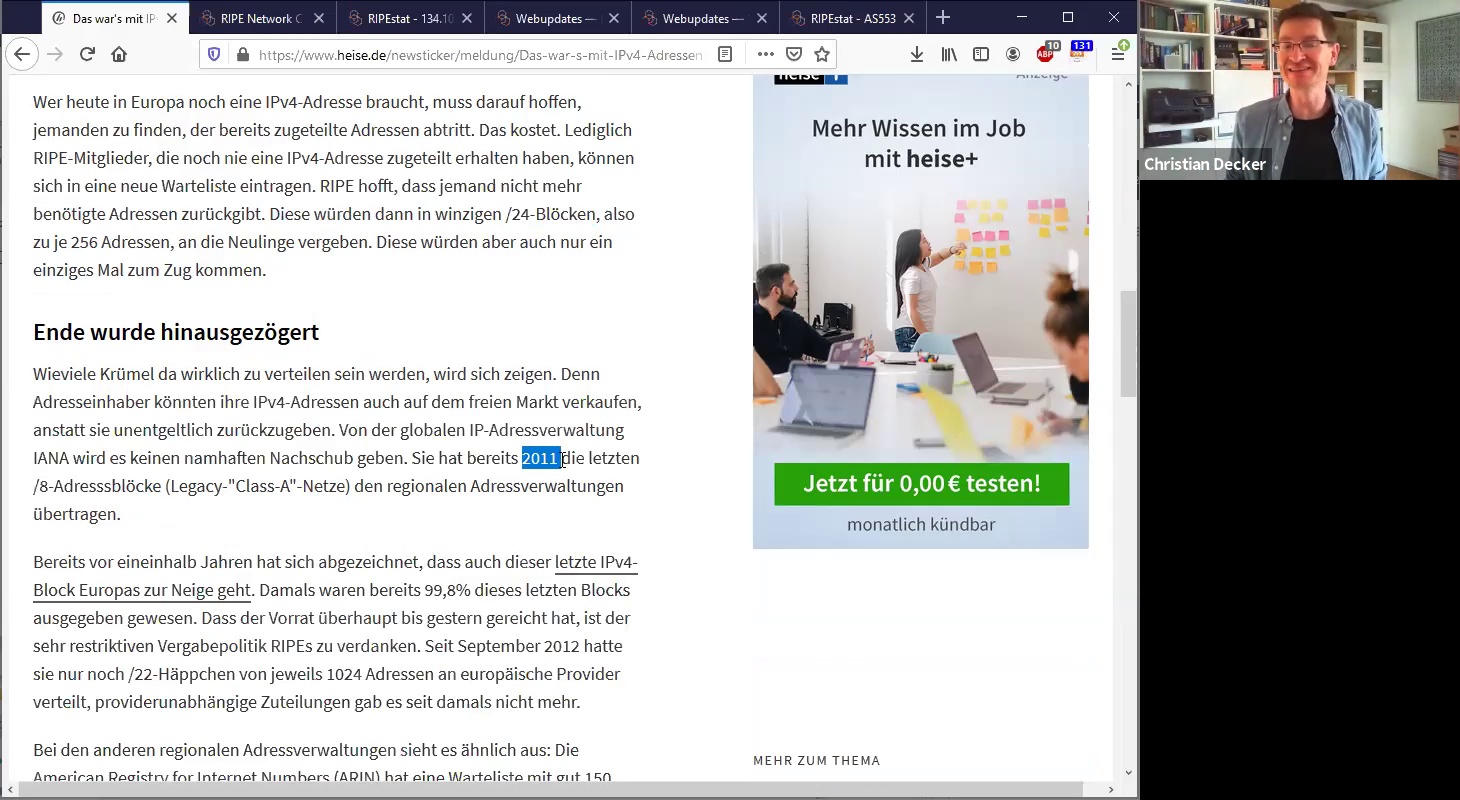 Das war's mit IP
RIPE Network C
RIPEstat - 134.10
Webupdates —
Webupdates —
RIPEstat - AS553
https://www.heise.de/newsticker/meldung/Das-war-s-mit-IPv4-Adressen
ABP
10
131
Wer heute in Europa noch eine IPv4-Adresse braucht, muss darauf hoffen,
jemanden zu finden, der bereits zugeteilte Adressen abtritt. Das kostet. Lediglich
RIPE-Mitglieder, die noch nie eine IPv4-Adresse zugeteilt erhalten haben, können
sich in eine neue Warteliste eintragen. RIPE hofft, dass jemand nicht mehr
benötigte Adressen zurückgibt. Diese würden dann in winzigen /24-Blöcken, also
zu je 256 Adressen, an die Neulinge vergeben. Diese würden aber auch nur ein
einziges Mal zum Zug kommen.
Ende wurde hinausgezögert
Wieviele Krümel da wirklich zu verteilen sein werden, wird sich zeigen. Denn
Adresseinhaber könnten ihre IPv4-Adressen auch auf dem freien Markt verkaufen,
anstatt sie unentgeltlich zurückzugeben. Von der globalen IP-Adressverwaltung
IANA wird es keinen namhaften Nachschub geben. Sie hat bereits 2011 die letzten
/8-Adresssblöcke (Legacy-"Class-A"-Netze) den regionalen Adressverwaltungen
übertragen.
Bereits vor eineinhalb Jahren hat sich abgezeichnet, dass auch dieser letzte IPv4-
Block Europas zur Neige geht. Damals waren bereits 99,8% dieses letzten Blocks
ausgegeben gewesen. Dass der Vorrat überhaupt bis gestern gereicht hat, ist der
sehr restriktiven Vergabepolitik RIPEs zu verdanken. Seit September 2012 hatte
sie nur noch /22-Häppchen von jeweils 1024 Adressen an europäische Provider
verteilt, providerunabhängige Zuteilungen gab es seit damals nicht mehr.
Bei den anderen regionalen Adressverwaltungen sieht es ähnlich aus: Die
American Registry for Internet Numbers (ARIN) hat eine Warteliste mit gut 150
heise +
Anzeige
Mehr Wissen im Job
mit heise+
Jetzt für 0,00 € testen!
monatlich kündbar
MEHR ZUM THEMA
Christian Decker